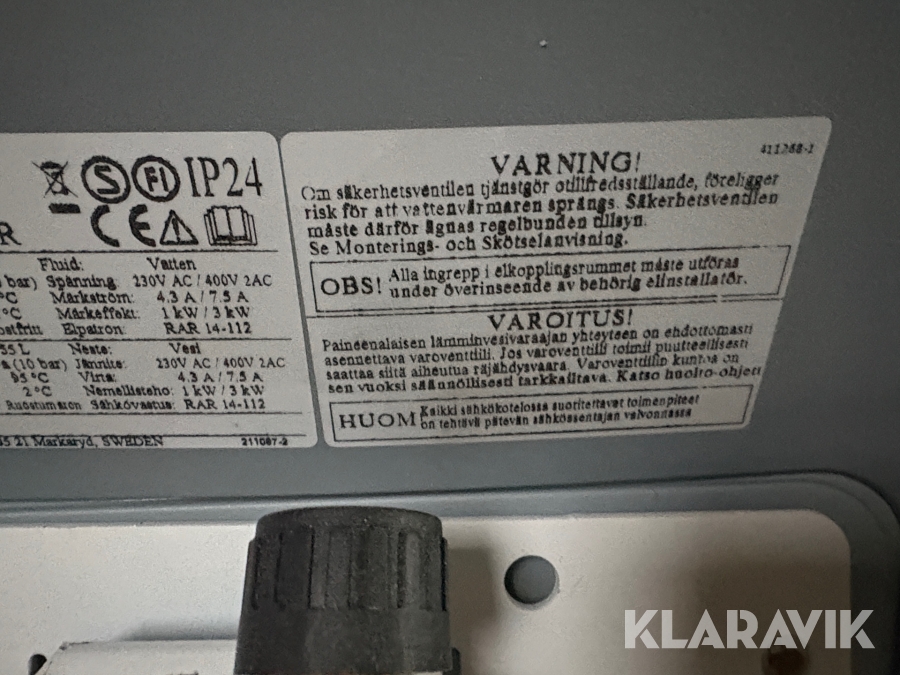 S FI IP24
CE
R
Fluid: Vatten
bar) Spänning: 230V AC / 400V 2AC
°C Märkström: 4.3 A / 7.5 A
°C Märkeffekt: 1 kW / 3 kW
ostfritt Elpatron: RAR 14-112
55 L Neste: Vesi
a (10 bar) Jännite: 230V AC / 400V 2AC
95 °C Virta: 4.3 A / 7.5 A
2 °C Nimellisteho: 1 kW / 3 kW
Ruostumaton Sähkövastus: RAR 14-112
5 21 Markaryd, SWEDEN 211087-2
411288-1
VARNING!
Om säkerhetsventilen tjänstgör otillfredsställande, föreligger
risk för att vattenvärmaren sprängs. Säkerhetsventilen
måste därför ägnas regelbunden tillsyn.
Se Monterings- och Skötselanvisning.
OBS! Alla ingrepp i elkopplingsrummet måste utföras
under överinseende av behörig elinstallatör.
VAROITUS!
Paineenalaisen lämminvesivaraajan yhteyteen on ehdottomasti
asennettava varoventtiili. Jos varoventtiili toimii puutteellisesti
saattaa siitä aiheutua räjähdysvaara. Varoventtiilin kuntoa on
sen vuoksi säännöllisesti tarkkailtava. Katso huolto-ohjeti
HUOM Kaikki sähkökotelossa suoritettavat toimenpiteet
on tehtävä pätevän sähköasentajan valvonnassa
KLARAVIK